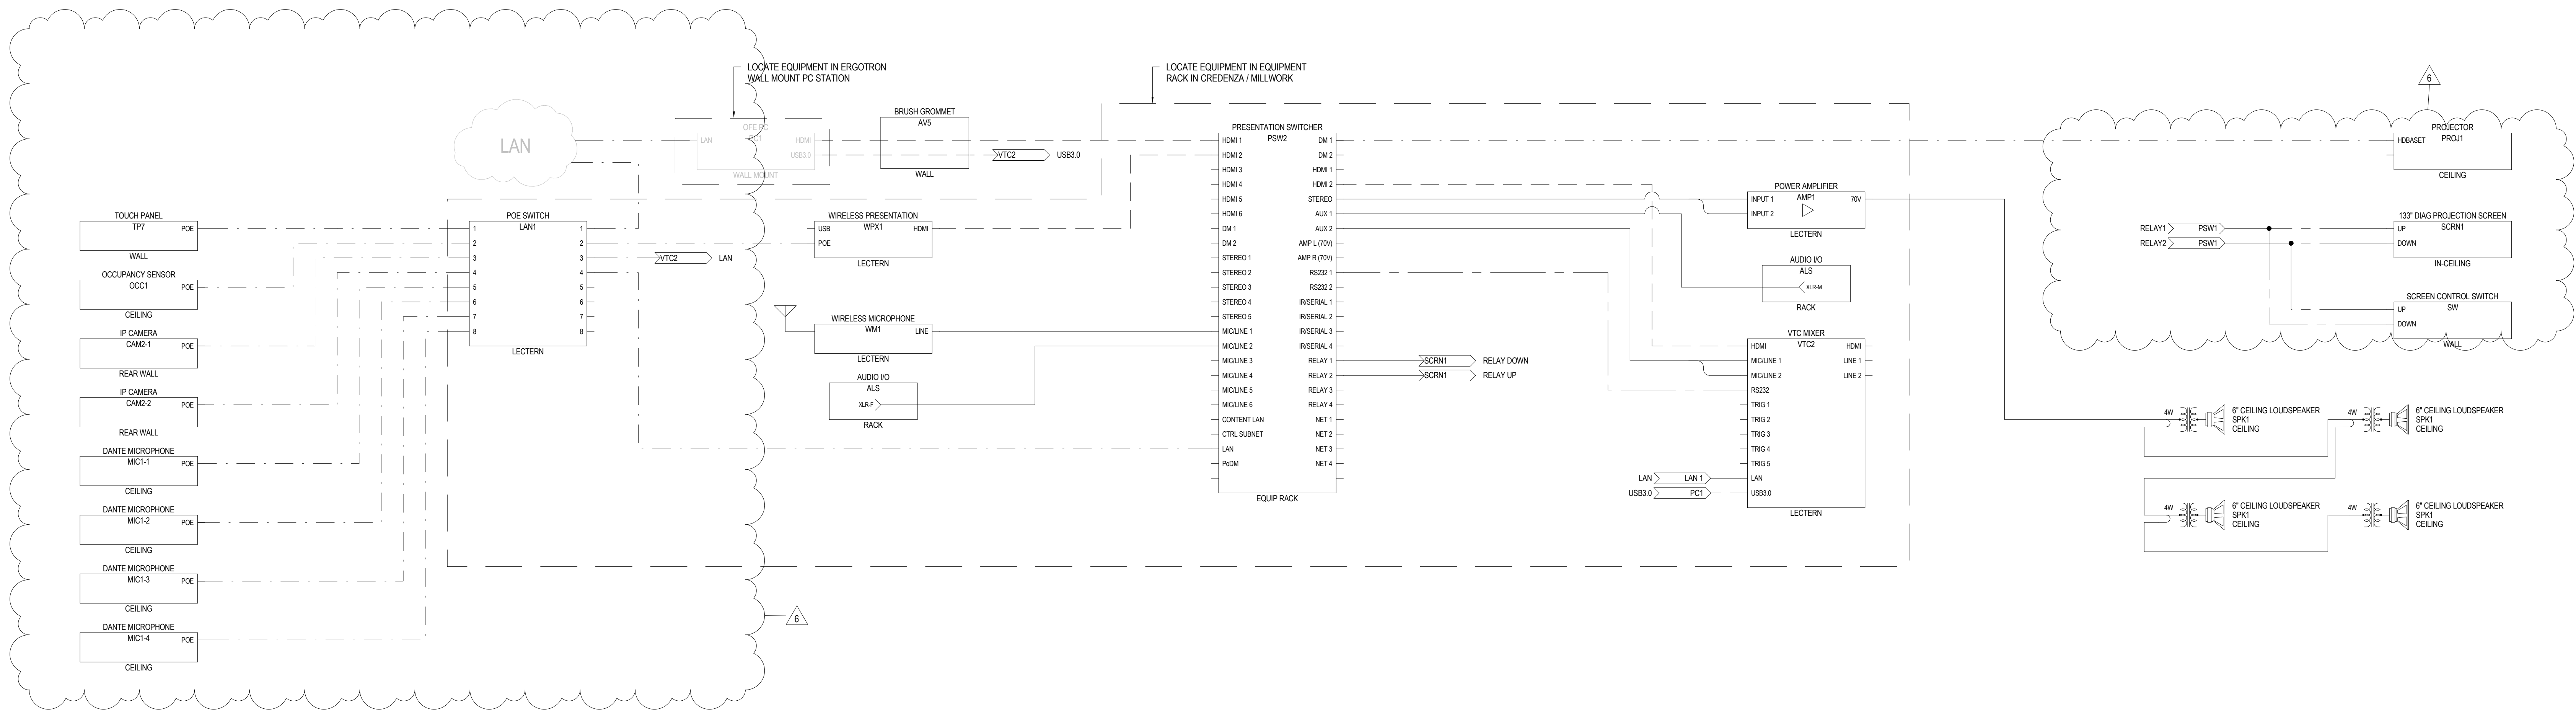 LOCATE EQUIPMENT IN ERGOTRON
WALL MOUNT PC STATION
LOCATE EQUIPMENT IN EQUIPMENT
RACK IN CREDENZA / MILLWORK
6
LAN
OFE PC
PC1
LAN
HDMI
USB3.0
WALL MOUNT
BRUSH GROMMET
AV5
WALL
VTC2
USB3.0
TOUCH PANEL
TP7
POE
WALL
OCCUPANCY SENSOR
OCC1
POE
CEILING
IP CAMERA
CAM2-1
POE
REAR WALL
IP CAMERA
CAM2-2
POE
REAR WALL
DANTE MICROPHONE
MIC1-1
POE
CEILING
DANTE MICROPHONE
MIC1-2
POE
CEILING
DANTE MICROPHONE
MIC1-3
POE
CEILING
DANTE MICROPHONE
MIC1-4
POE
CEILING
POE SWITCH
LAN1
1 1
2 2
3 3
4 4
5 5
6 6
7 7
8 8
LECTERN
VTC2
LAN
6
WIRELESS PRESENTATION
WPX1
USB
HDMI
POE
LECTERN
WIRELESS MICROPHONE
WM1
LINE
LECTERN
AUDIO I/O
ALS
XLR-F
RACK
PRESENTATION SWITCHER
PSW2
HDMI 1
HDMI 2
HDMI 3
HDMI 4
HDMI 5
HDMI 6
DM 1
DM 2
STEREO 1
STEREO 2
STEREO 3
STEREO 4
STEREO 5
MIC/LINE 1
MIC/LINE 2
MIC/LINE 3
MIC/LINE 4
MIC/LINE 5
MIC/LINE 6
CONTENT LAN
CTRL SUBNET
LAN
PoDM
DM 1
DM 2
HDMI 1
HDMI 2
STEREO
AUX 1
AUX 2
AMP L (70V)
AMP R (70V)
RS232 1
RS232 2
IR/SERIAL 1
IR/SERIAL 2
IR/SERIAL 3
IR/SERIAL 4
RELAY 1
RELAY 2
RELAY 3
RELAY 4
NET 1
NET 2
NET 3
NET 4
EQUIP RACK
SCRN1
RELAY DOWN
SCRN1
RELAY UP
POWER AMPLIFIER
AMP1
INPUT 1
70V
INPUT 2
LECTERN
AUDIO I/O
ALS
XLR-M
RACK
VTC MIXER
VTC2
HDMI
MIC/LINE 1
MIC/LINE 2
RS232
TRIG 1
TRIG 2
TRIG 3
TRIG 4
TRIG 5
LAN
USB3.0
HDMI
LINE 1
LINE 2
LECTERN
LAN
LAN 1
USB3.0
PC1
PROJECTOR
PROJ1
HDBASET
CEILING
RELAY1
PSW1
RELAY2
PSW1
133" DIAG PROJECTION SCREEN
SCRN1
UP
DOWN
IN-CEILING
SCREEN CONTROL SWITCH
SW
UP
DOWN
WALL
4W
6" CEILING LOUDSPEAKER
SPK1
CEILING
4W
6" CEILING LOUDSPEAKER
SPK1
CEILING
4W
6" CEILING LOUDSPEAKER
SPK1
CEILING
4W
6" CEILING LOUDSPEAKER
SPK1
CEILING